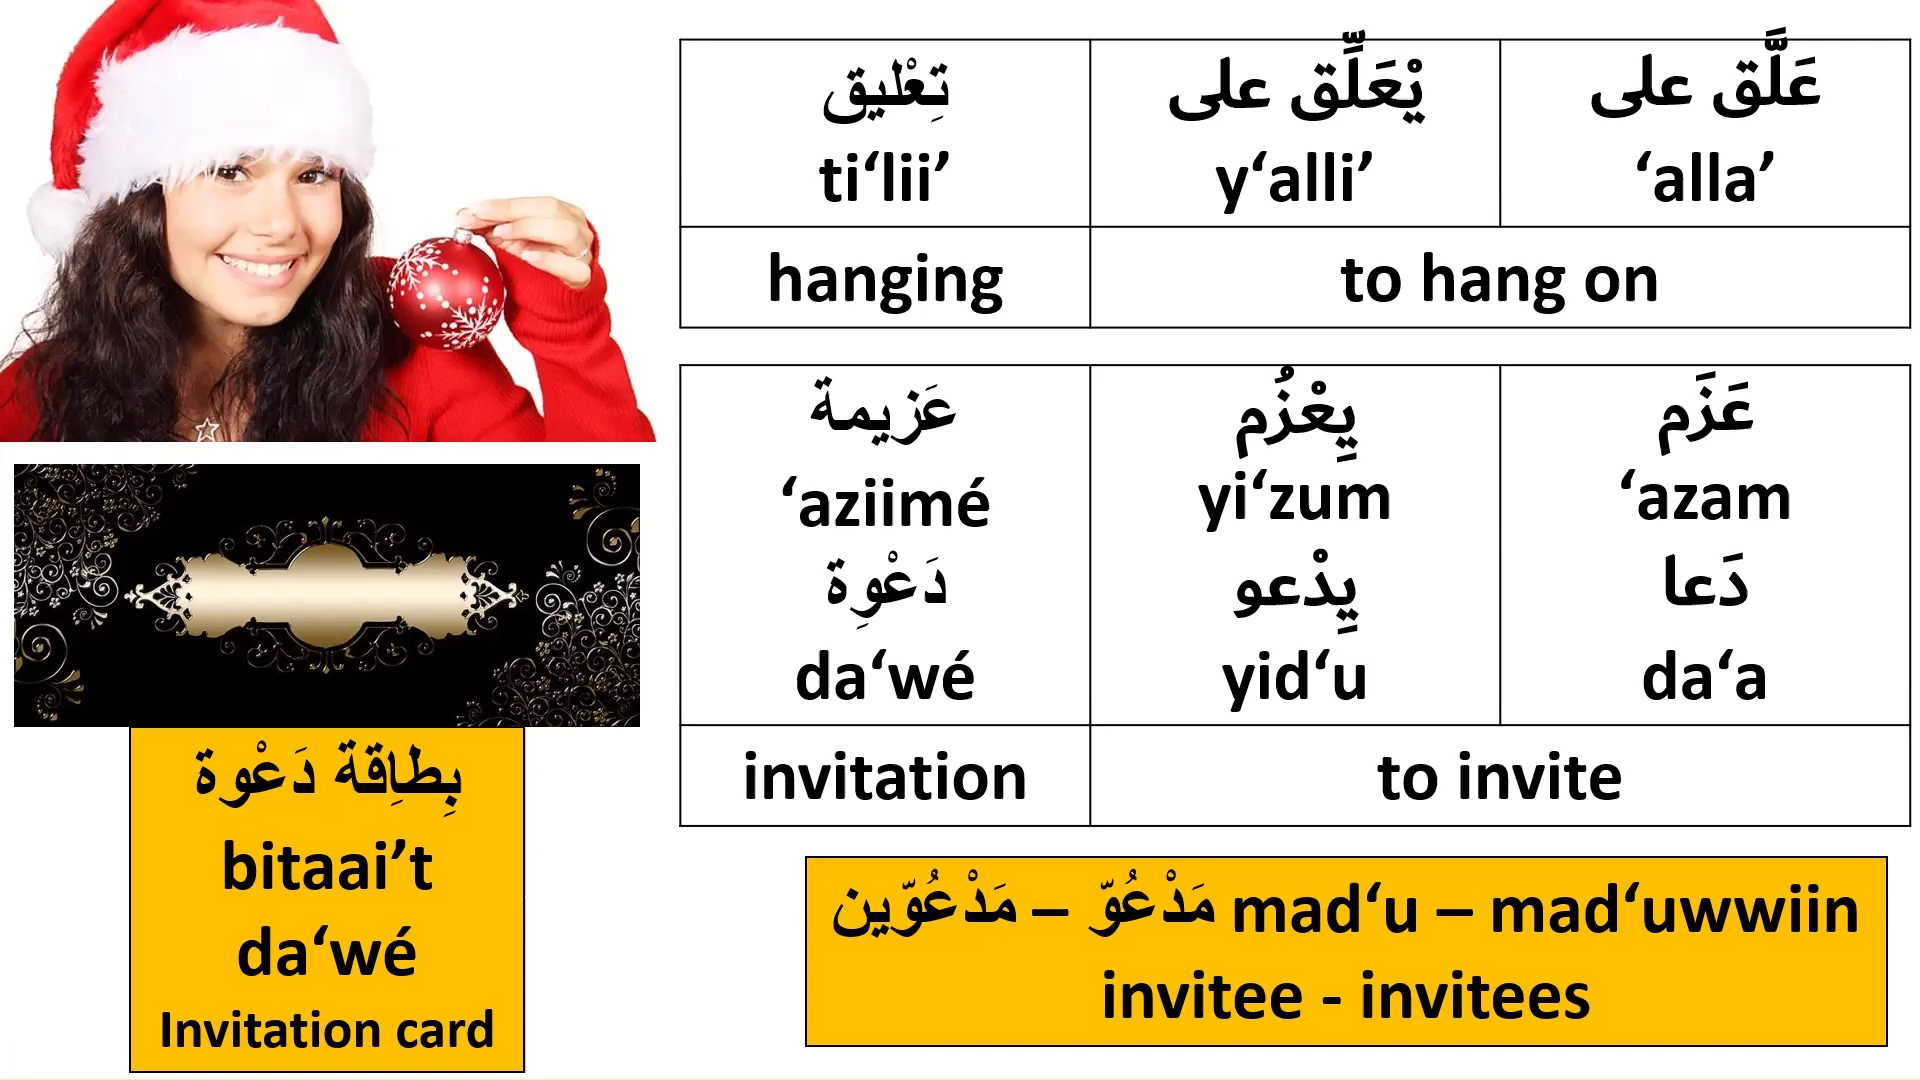 تِعْليق
ti‘lii’
يْعَلِّق على
y‘alli’
عَلَّق على
‘alla’
hanging
to hang on
عَزيمة
‘aziimé
دَعْوِة
da‘wé
يِعْزُم
yi‘zum
يِدْعو
yid‘u
عَزَم
‘azam
دَعا
da‘a
invitation
to invite
بِطاقِة دَعْوة
bitaai’t
da‘wé
Invitation card
مَدْعُوّ – مَدْعُوّين mad‘u – mad‘uwwiin
invitee - invitees